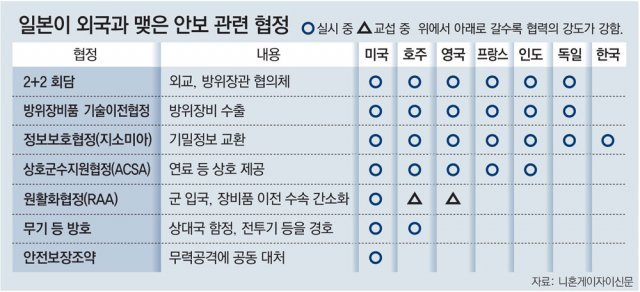 일본이 외국과 맺은 안보 관련 협정 ○ 실시 중 △ 교섭 중 위에서 아래로 갈수록 협력의 강도가 강함.
협정 내용 미국 호주 영국 프랑스 인도 독일 한국
2+2 회담 외교, 방위장관 협의체 ○ ○ ○ ○ ○ ○
방위장비품 기술이전협정 방위장비 수출 ○ ○ ○ ○ ○ ○
정보보호협정(지소미아) 기밀정보 교환 ○ ○ ○ ○ ○ ○ ○
상호군수지원협정(ACSA) 연료 등 상호 제공 ○ ○ ○ ○ ○
원활화협정(RAA) 군 입국, 장비품 이전 수속 간소화 ○ △ △
무기 등 방호 상대국 함정, 전투기 등을 경호 ○ ○
안전보장조약 무력공격에 공동 대처 ○
자료: 니혼게이자이신문